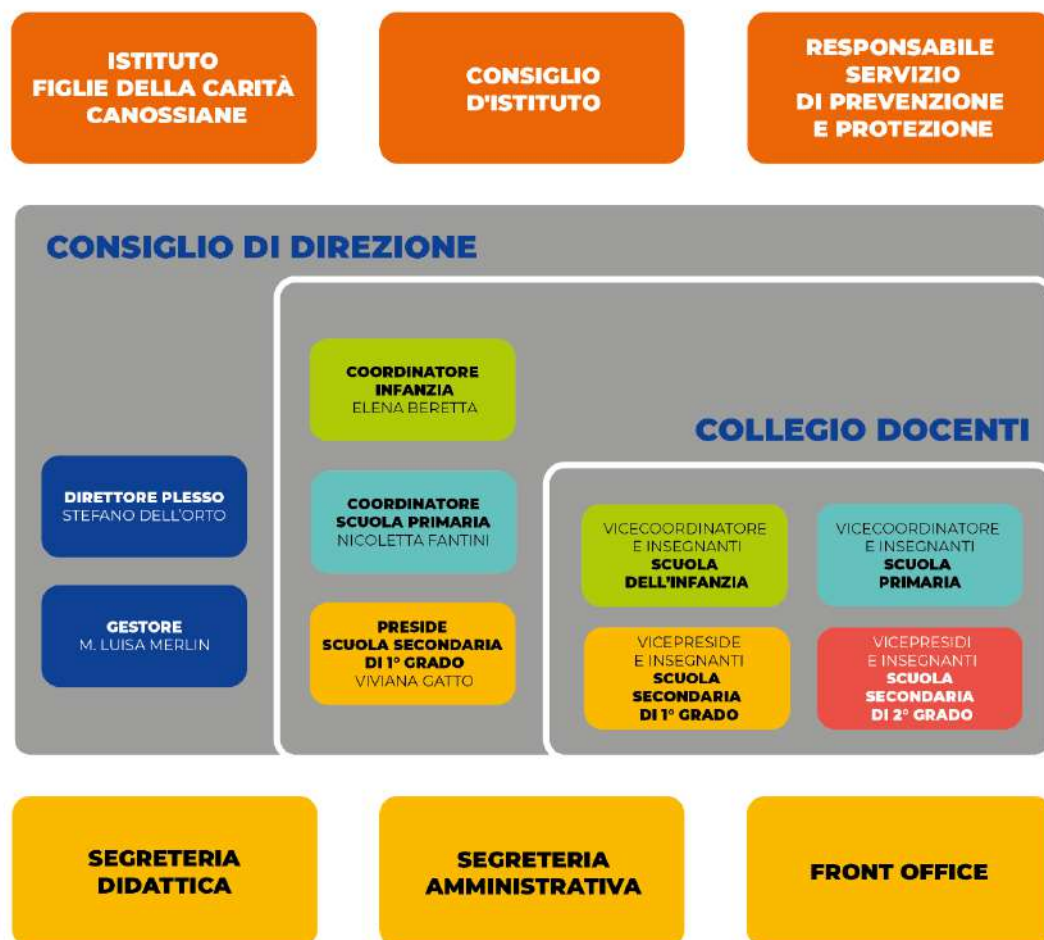 ISTITUTO
FIGLIE DELLA CARITÀ
CANOSSIANE
CONSIGLIO
D'ISTITUTO
RESPONSABILE
SERVIZIO
DI PREVENZIONE
E PROTEZIONE
CONSIGLIO DI DIREZIONE
DIRETTORE PLESSO
STEFANO DELL'ORTO
GESTORE
M. LUISA MERLIN
COORDINATORE
INFANZIA
ELENA BERETTA
COORDINATORE
SCUOLA PRIMARIA
NICOLETTA FANTINI
PRESIDE
SCUOLA SECONDARIA
DI 1° GRADO
VIVIANA GATTO
COLLEGIO DOCENTI
VICECOORDINATORE
E INSEGNANTI
SCUOLA
DELL'INFANZIA
VICECOORDINATORE
E INSEGNANTI
SCUOLA
PRIMARIA
VICEPRESIDE
E INSEGNANTI
SCUOLA
SECONDARIA
DI 1° GRADO
VICEPRESIDI
E INSEGNANTI
SCUOLA
SECONDARIA
DI 2° GRADO
SEGRETERIA
DIDATTICA
SEGRETERIA
AMMINISTRATIVA
FRONT OFFICE